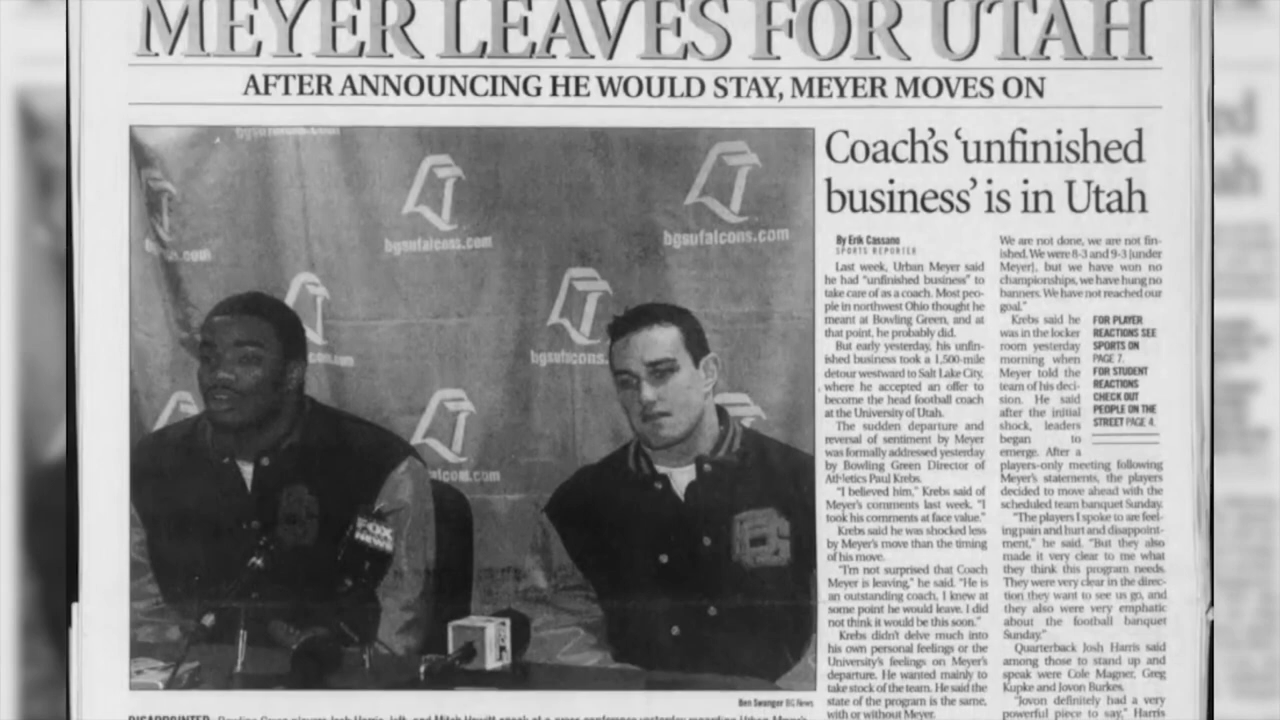 MEYER LEAVES FOR UTAH
AFTER ANNOUNCING HE WOULD STAY, MEYER MOVES ON
bgsufalcons.com
bgsufalcons.com
.com
bgsufalcons.
.com
alcons.com
FOX
NEWS
BG
Ben Swanger BG News
Coach's 'unfinished
business' is in Utah
By Erik Cassano
SPORTS REPORTER
Last week, Urban Meyer said
he had "unfinished business" to
take care of as a coach. Most peo-
ple in northwest Ohio thought he
meant at Bowling Green, and at
that point, he probably did.
But early yesterday, his unfin-
ished business took a 1,500-mile
detour westward to Salt Lake City,
where he accepted an offer to
become the head football coach
at the University of Utah.
The sudden departure and
reversal of sentiment by Meyer
was formally addressed yesterday
by Bowling Green Director of
Athletics Paul Krebs.
"I believed him," Krebs said of
Meyer's comments last week. "I
took his comments at face value."
Krebs said he was shocked less
by Meyer's move than the timing
of his move.
"I'm not surprised that Coach
Meyer is leaving," he said. "He is
an outstanding coach, I knew at
some point he would leave. I did
not think it would be this soon."
Krebs didn't delve much into
his own personal feelings or the
University's feelings on Meyer's
departure. He wanted mainly to
take stock of the team. He said the
state of the program is the same,
with or without Meyer.
We are not done, we are not fin-
ished. We were 8-3 and 9-3 [under
Meyer], but we have won no
championships, we have hung no
banners. We have not reached our
goal."
Krebs said he
was in the locker
room yesterday
morning when
Meyer told the
team of his deci-
sion. He said
after the initial
shock, leaders
began to
emerge. After a
players-only meeting following
Meyer's statements, the players
decided to move ahead with the
scheduled team banquet Sunday.
"The players I spoke to are feel-
ing pain and hurt and disappoint-
ment," he said. "But they also
made it very clear to me what
they think this program needs.
They were very clear in the direc-
tion they want to see us go, and
they also were very emphatic
about the football banquet
Sunday."
Quarterback Josh Harris said
among those to stand up and
speak were Cole Magner, Greg
Kupke and Jovon Burkes.
"Jovon definitely had a very
powerful piece to say," Harris
FOR PLAYER
REACTIONS SEE
SPORTS ON
PAGE 7.
FOR STUDENT
REACTIONS
CHECK OUT
PEOPLE ON THE
STREET PAGE 4.